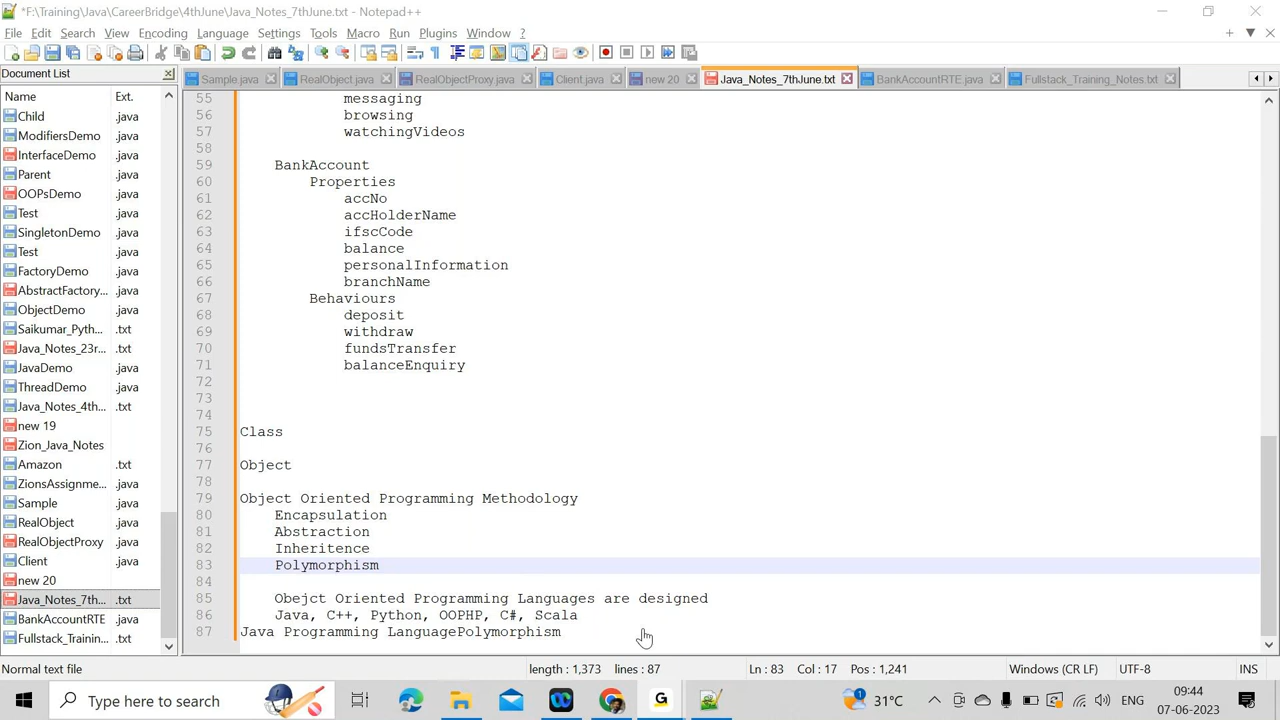 *F:\Training\Java\CareerBridge\4thJune\Java_Notes_7thJune.txt - Notepad++
File Edit Search View Encoding Language Settings Tools Macro Run Plugins Window ?
Document List
Sample.java RealObject.java RealObjectProxy.java Client.java new 20 Java_Notes_7thJune.txt BankAccountRTE.java Fullstack_Training_Notes.txt
Name Ext.
Child .java
ModifiersDemo .java
InterfaceDemo .java
Parent .java
OOPsDemo .java
Test .java
SingletonDemo .java
Test .java
FactoryDemo .java
AbstractFactory... .java
ObjectDemo .java
Saikumar_Pyth... .txt
Java_Notes_23r... .txt
JavaDemo .java
ThreadDemo .java
Java_Notes_4th... .txt
new 19
Zion_Java_Notes
Amazon .txt
ZionsAssignme... .java
Sample .java
RealObject .java
RealObjectProxy .java
Client .java
new 20
Java_Notes_7th... .txt
BankAccountRTE .java
Fullstack_Trainin... .txt
55 messaging
56 browsing
57 watchingVideos
58
59 BankAccount
60 Properties
61 accNo
62 accHolderName
63 ifscCode
64 balance
65 personalInformation
66 branchName
67 Behaviours
68 deposit
69 withdraw
70 fundsTransfer
71 balanceEnquiry
72
73
74
75 Class
76
77 Object
78
79 Object Oriented Programming Methodology
80 Encapsulation
81 Abstraction
82 Inheritence
83 Polymorphism
84
85 Obejct Oriented Programming Languages are designed
86 Java, C++, Python, OOPHP, C#, Scala
87 Java Programming LanguagePolymorphism
Normal text file length : 1,373 lines : 87 Ln : 83 Col : 17 Pos : 1,241 Windows (CR LF) UTF-8 INS
Type here to search
31°C ENG
09:44
07-06-2023